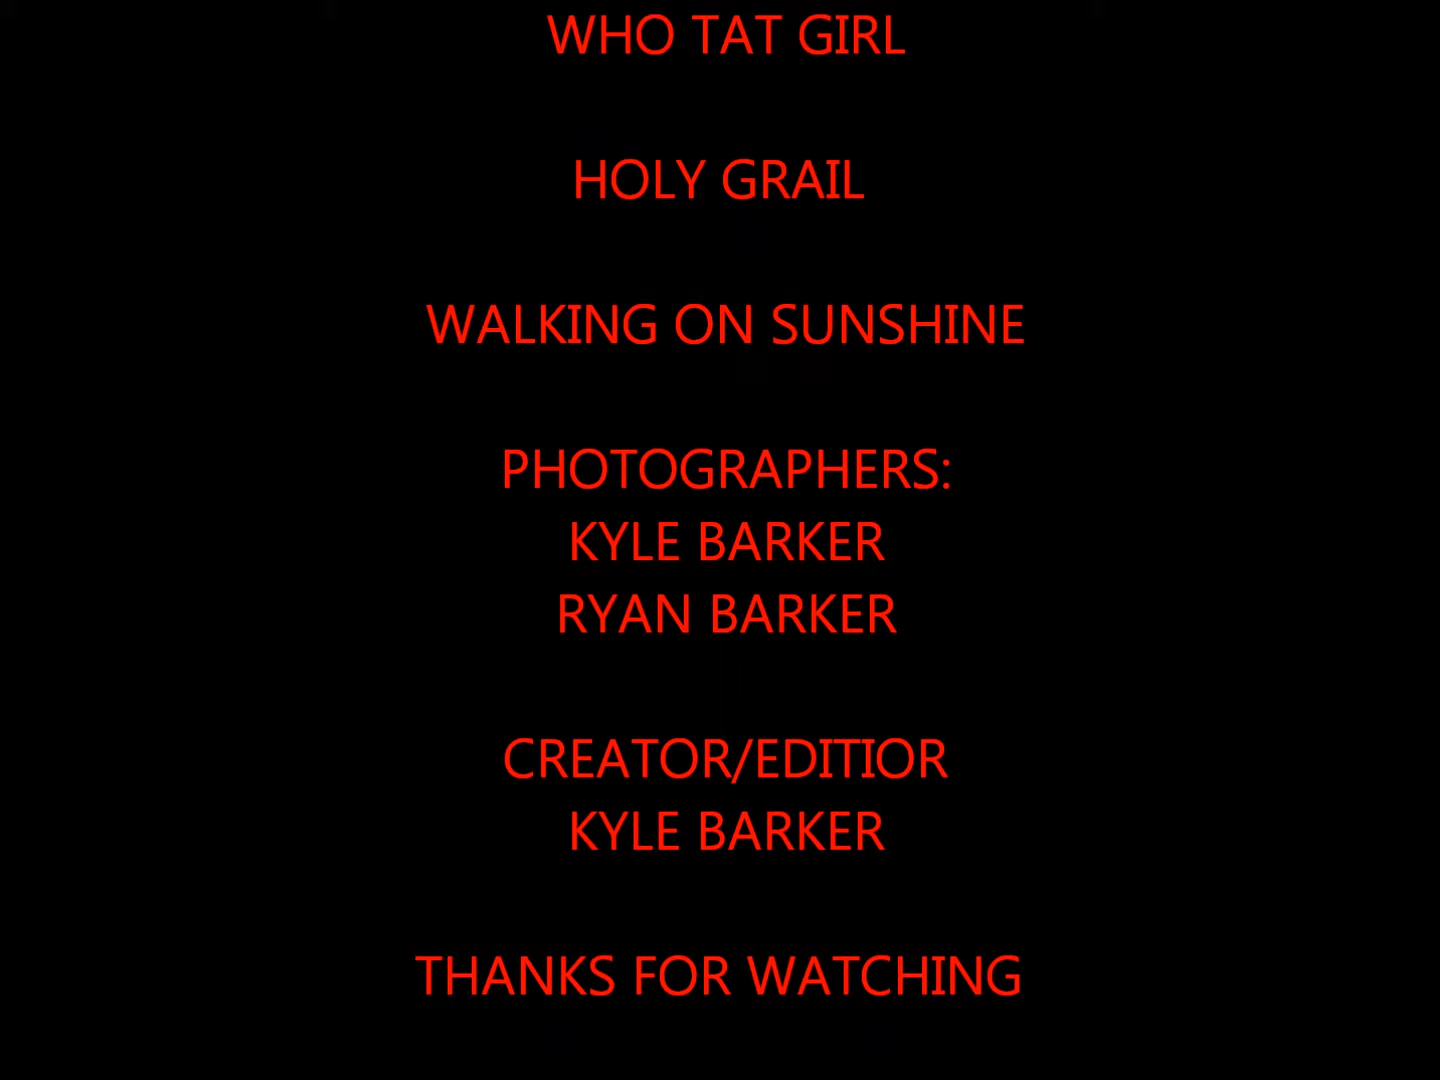 WHO TAT GIRL
HOLY GRAIL
WALKING ON SUNSHINE
PHOTOGRAPHERS:
KYLE BARKER
RYAN BARKER
CREATOR/EDITIOR
KYLE BARKER
THANKS FOR WATCHING